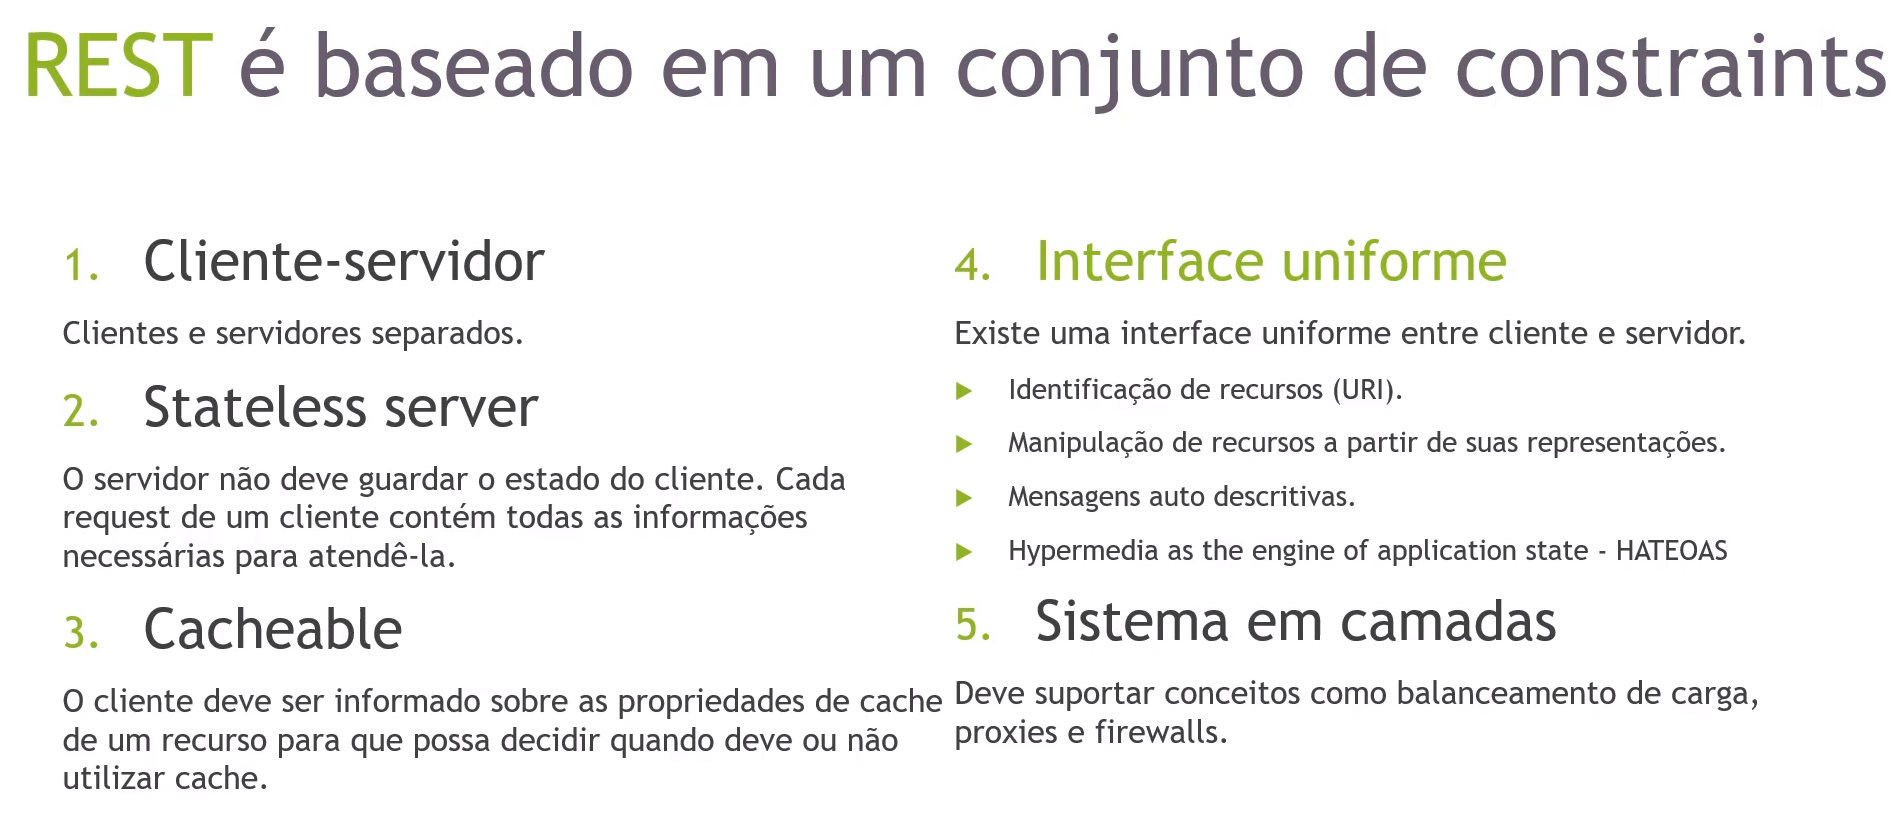 REST é baseado em um conjunto de constraints
1. Cliente-servidor
Clientes e servidores separados.
2. Stateless server
O servidor não deve guardar o estado do cliente. Cada
request de um cliente contém todas as informações
necessárias para atendê-la.
3. Cacheable
O cliente deve ser informado sobre as propriedades de cache
de um recurso para que possa decidir quando deve ou não
utilizar cache.
4. Interface uniforme
Existe uma interface uniforme entre cliente e servidor.
Identificação de recursos (URI).
Manipulação de recursos a partir de suas representações.
Mensagens auto descritivas.
Hypermedia as the engine of application state - HATEOAS
5. Sistema em camadas
Deve suportar conceitos como balanceamento de carga,
proxies e firewalls.